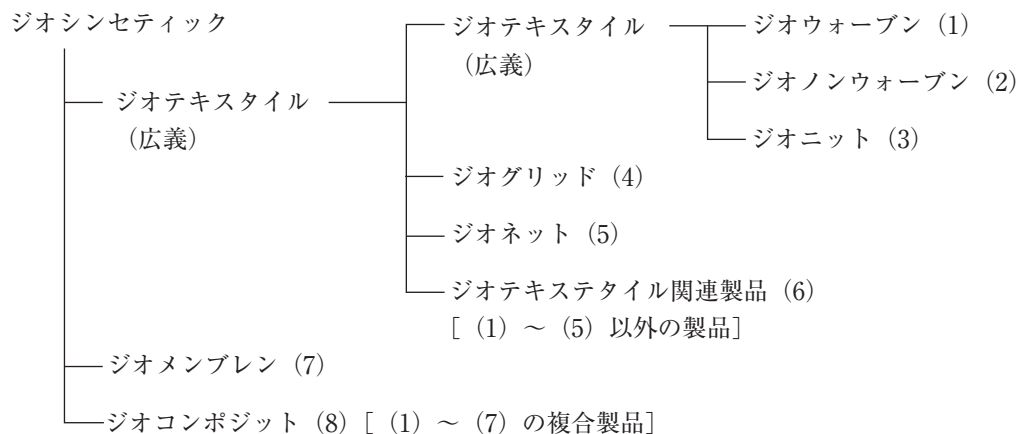 ジオシンセティック
ジオテキスタイル
（広義）
ジオテキスタイル
（広義）
ジオウォーブン（1）
ジオノンウォーブン（2）
ジオニット（3）
ジオグリッド（4）
ジオネット（5）
ジオテキステタイル関連製品（6）
［（1）～（5）以外の製品］
ジオメンブレン（7）
ジオコンポジット（8）［（1）～（7）の複合製品］